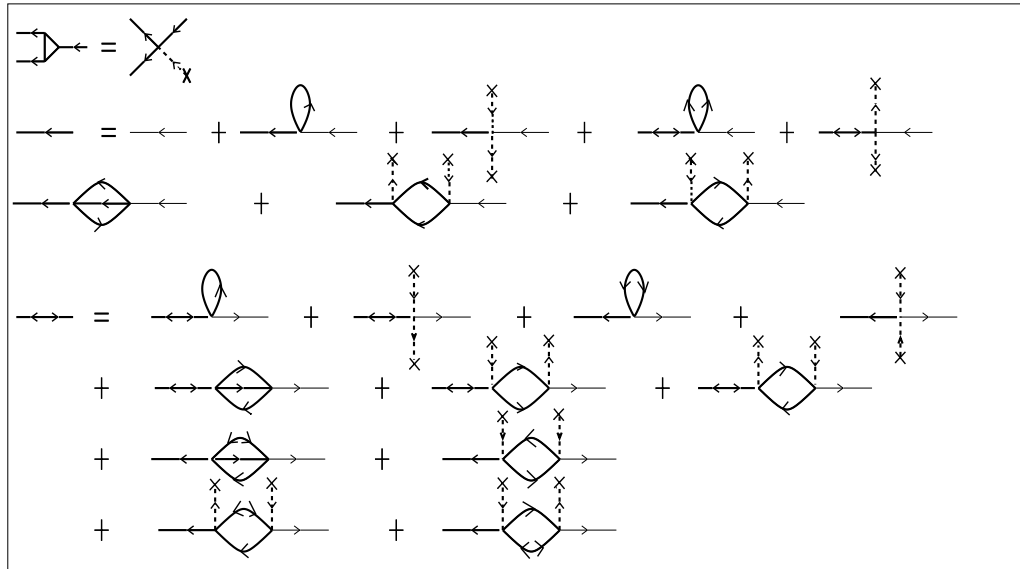 =
= + + + +
+ +
= + + +
+ + +
+ +
+ +